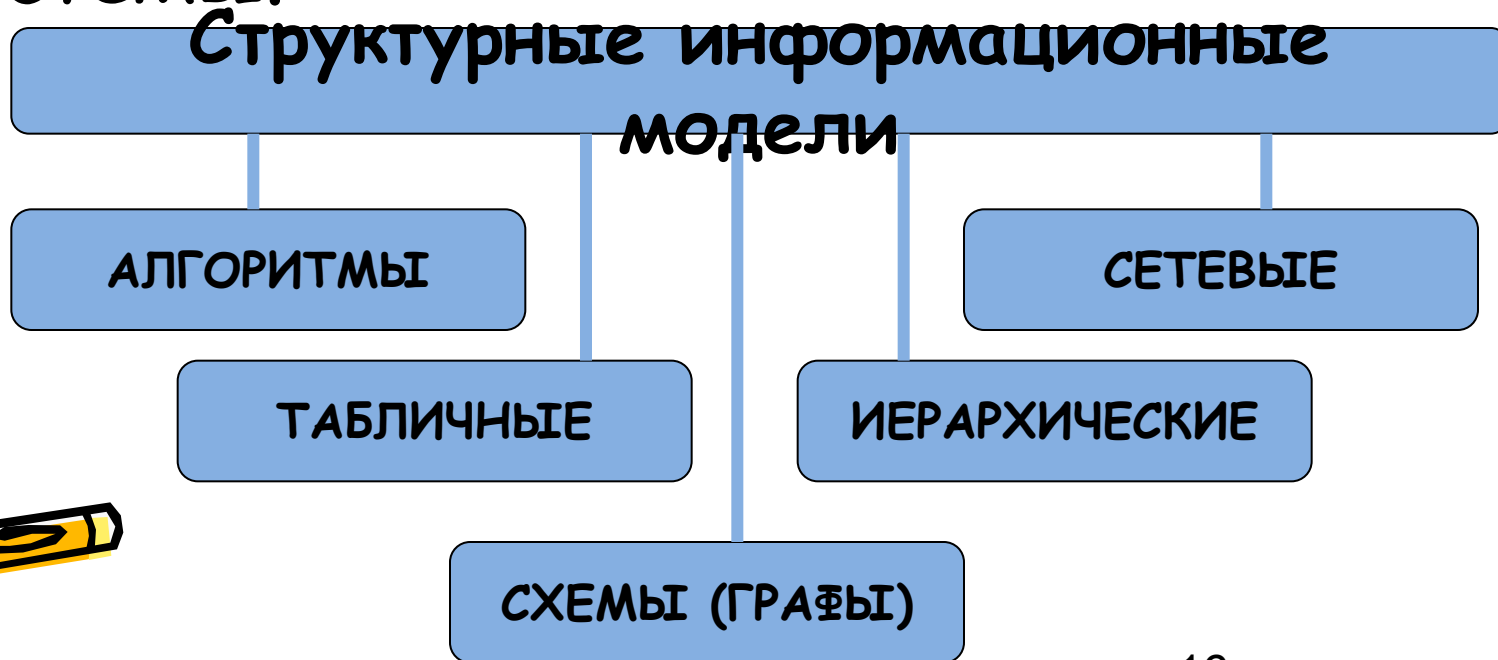 Структурные информационные
модели
АЛГОРИТМЫ
СЕТЕВЫЕ
ТАБЛИЧНЫЕ
ИЕРАРХИЧЕСКИЕ
СХЕМЫ (ГРАФЫ)